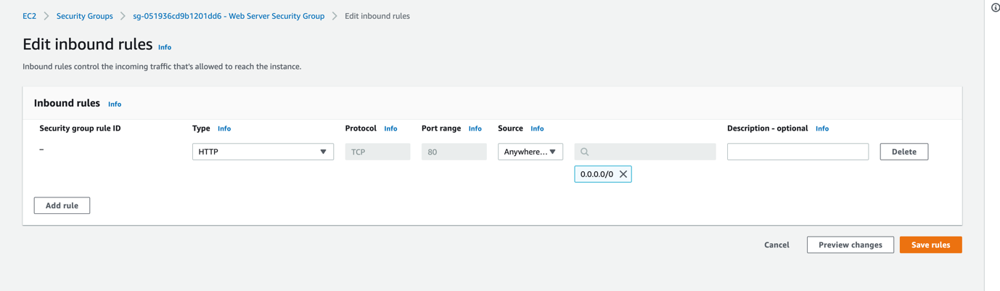 EC2 > Security Groups > sg-051936cd9b1201dd6 - Web Server Security Group > Edit inbound rules
Edit inbound rules Info
Inbound rules control the incoming traffic that's allowed to reach the instance.
Inbound rules Info
Security group rule ID Type Info Protocol Info Port range Info Source Info Description - optional Info
– HTTP TCP 80 Anywhere... Delete
0.0.0.0/0
Add rule
Cancel Preview changes Save rules